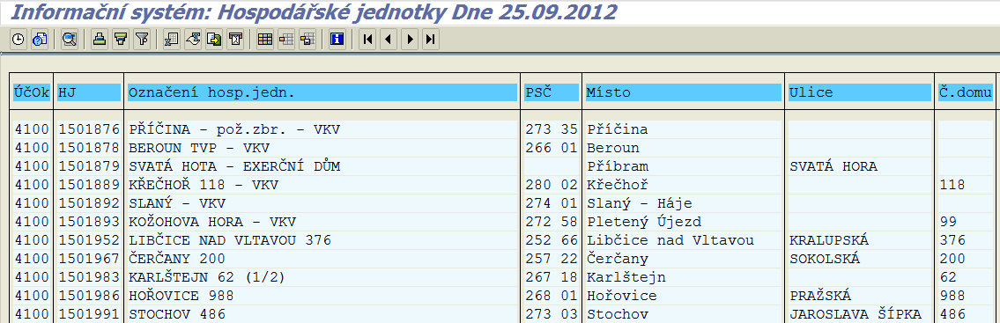 Informační systém: Hospodářské jednotky Dne 25.09.2012
ÚčOk HJ Označení hosp.jedn. PSČ Místo Ulice Č.domu
4100 1501876 PŘÍČINA - pož.zbr. - VKV 273 35 Příčina
4100 1501878 BEROUN TVP - VKV 266 01 Beroun
4100 1501879 SVATÁ HOTA - EXERČNÍ DŮM Příbram SVATÁ HORA
4100 1501889 KŘEČHOŘ 118 - VKV 280 02 Křečhoř 118
4100 1501892 SLANÝ - VKV 274 01 Slaný - Háje
4100 1501893 KOŽOHOVA HORA - VKV 272 58 Pletený Újezd 99
4100 1501952 LIBČICE NAD VLTAVOU 376 252 66 Libčice nad Vltavou KRALUPSKÁ 376
4100 1501967 ČERČANY 200 257 22 Čerčany SOKOLSKÁ 200
4100 1501983 KARLŠTEJN 62 (1/2) 267 18 Karlštejn 62
4100 1501986 HOŘOVICE 988 268 01 Hořovice PRAŽSKÁ 988
4100 1501991 STOCHOV 486 273 03 Stochov JAROSLAVA ŠÍPKA 486